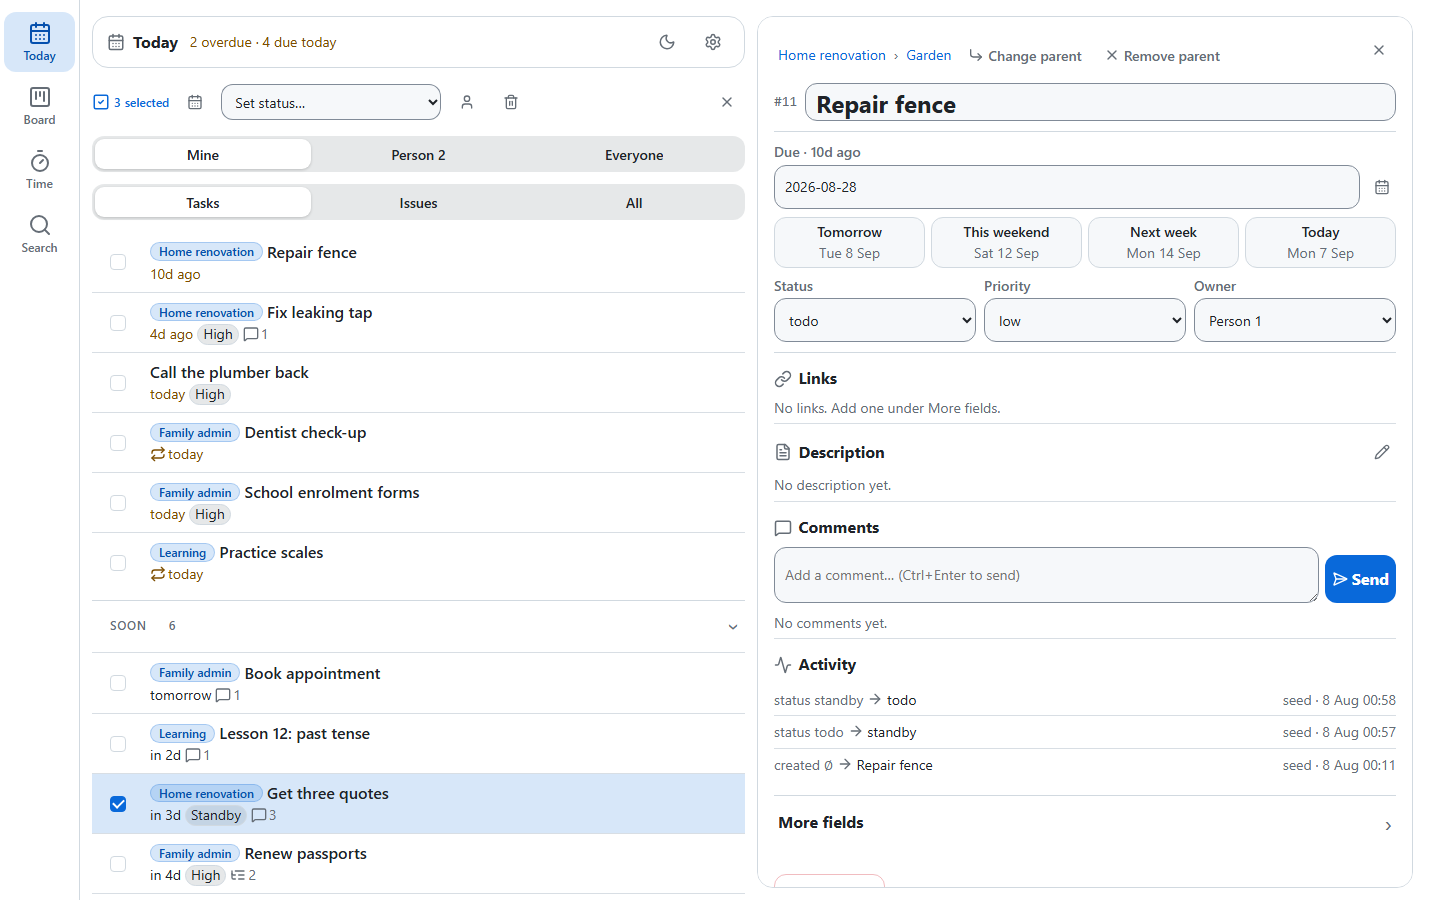 Today
Board
Time
Search
Today 2 overdue · 4 due today
3 selected Set status...
Mine Person 2 Everyone
Tasks Issues All
Home renovation Repair fence
10d ago
Home renovation Fix leaking tap
4d ago High 1
Call the plumber back
today High
Family admin Dentist check-up
today
Family admin School enrolment forms
today High
Learning Practice scales
today
SOON 6
Family admin Book appointment
tomorrow 1
Learning Lesson 12: past tense
in 2d 1
Home renovation Get three quotes
in 3d Standby 3
Family admin Renew passports
in 4d High 2
Home renovation › Garden Change parent Remove parent
#11 Repair fence
Due · 10d ago
2026-08-28
Tomorrow This weekend Next week Today
Tue 8 Sep Sat 12 Sep Mon 14 Sep Mon 7 Sep
Status Priority Owner
todo low Person 1
Links
No links. Add one under More fields.
Description
No description yet.
Comments
Add a comment... (Ctrl+Enter to send) Send
No comments yet.
Activity
status standby → todo seed · 8 Aug 00:58
status todo → standby seed · 8 Aug 00:57
created ∅ → Repair fence seed · 8 Aug 00:11
More fields